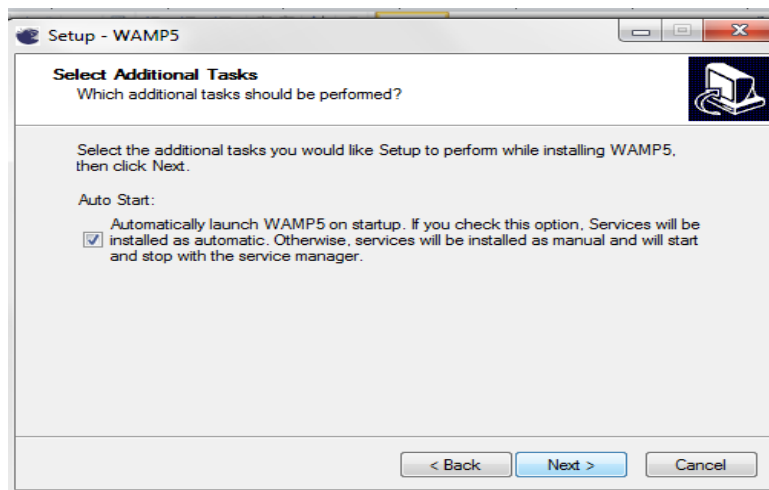 Setup - WAMP5
Select Additional Tasks
Which additional tasks should be performed?
Select the additional tasks you would like Setup to perform while installing WAMP5,
then click Next.
Auto Start:
Automatically launch WAMP5 on startup. If you check this option, Services will be
installed as automatic. Otherwise, services will be installed as manual and will start
and stop with the service manager.
< Back
Next >
Cancel